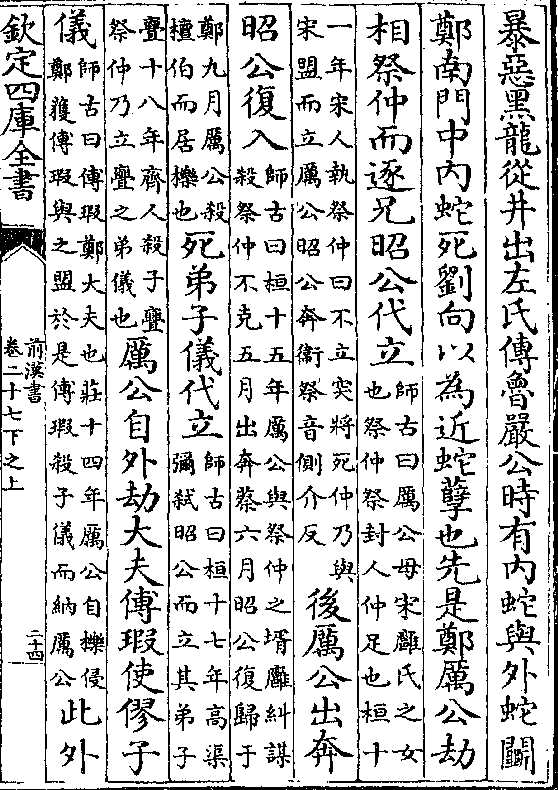 暴惡黑龍從井出左氏傳魯嚴公時有內蛇與外蛇鬭
鄭南門中內蛇死劉向以為近蛇孽也先是鄭厲公劫
相祭仲而逐兄昭公代立師古曰厲公母宋雝氏之女也祭仲祭封人仲足也桓十
一年宋人執祭仲曰不立突將死仲乃與宋盟而立厲公昭公奔衛祭音側介反後厲公出奔
昭公復入師古曰桓十五年厲公與祭仲之壻雝糾謀殺祭仲不克五月出奔蔡六月昭公復歸于
鄭九月厲公殺檀伯而居櫟也死弟子儀代立師古曰桓十七年高渠彌弒昭公而立其弟子
亹十八年齊人殺子亹祭仲乃立亹之弟儀也厲公自外劫大夫傅瑕使僇子
儀師古曰傅瑕鄭大夫也莊十四年厲公自櫟侵鄭獲傅瑕與之盟於是傅瑕殺子儀而納厲公此外
欽定四庫全書
前漢書
卷二十七下之上
二十四